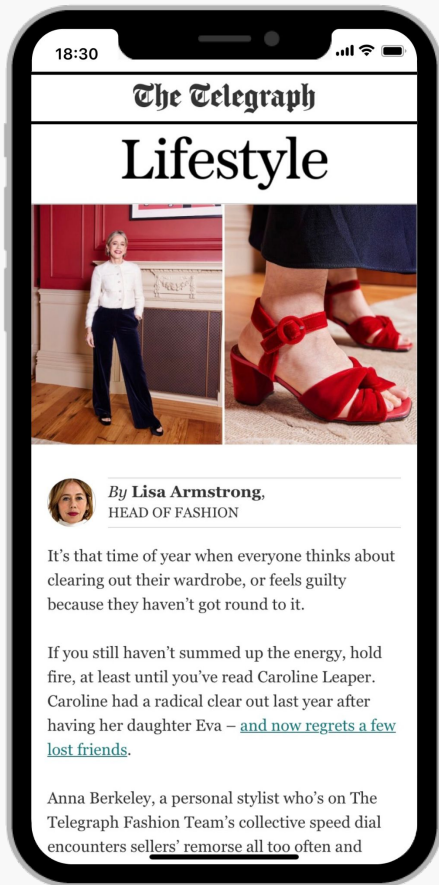 18:30
The Telegraph
Lifestyle
By Lisa Armstrong,
HEAD OF FASHION
It’s that time of year when everyone thinks about
clearing out their wardrobe, or feels guilty
because they haven’t got round to it.
If you still haven’t summed up the energy, hold
fire, at least until you’ve read Caroline Leaper.
Caroline had a radical clear out last year after
having her daughter Eva – and now regrets a few
lost friends.
Anna Berkeley, a personal stylist who’s on The
Telegraph Fashion Team’s collective speed dial
encounters sellers’ remorse all too often and